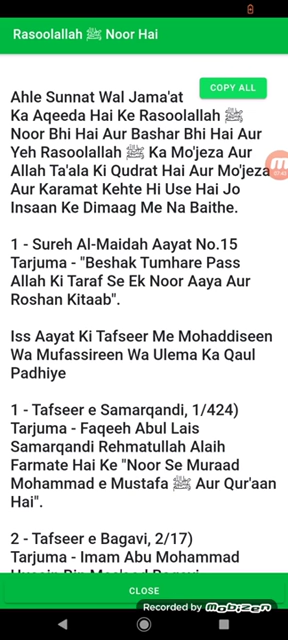 Rasoolallah ﷺ Noor Hai
COPY ALL
Ahle Sunnat Wal Jama'at
Ka Aqeeda Hai Ke Rasoolallah ﷺ
Noor Bhi Hai Aur Bashar Bhi Hai Aur
Yeh Rasoolallah ﷺ Ka Mo'jeza Aur
Allah Ta'ala Ki Qudrat Hai Aur Mo'jeza
Aur Karamat Kehte Hi Use Hai Jo
Insaan Ke Dimaag Me Na Baithe.
1 - Sureh Al-Maidah Aayat No.15
Tarjuma - "Beshak Tumhare Pass
Allah Ki Taraf Se Ek Noor Aaya Aur
Roshan Kitaab".
Iss Aayat Ki Tafseer Me Mohaddiseen
Wa Mufassireen Wa Ulema Ka Qaul
Padhiye
1 - Tafseer e Samarqandi, 1/424)
Tarjuma - Faqeeh Abul Lais
Samarqandi Rehmatullah Alaih
Farmate Hai Ke "Noor Se Muraad
Mohammad e Mustafa ﷺ Aur Qur'aan
Hai".
2 - Tafseer e Bagavi, 2/17)
Tarjuma - Imam Abu Mohammad
CLOSE
Recorded by mobizen